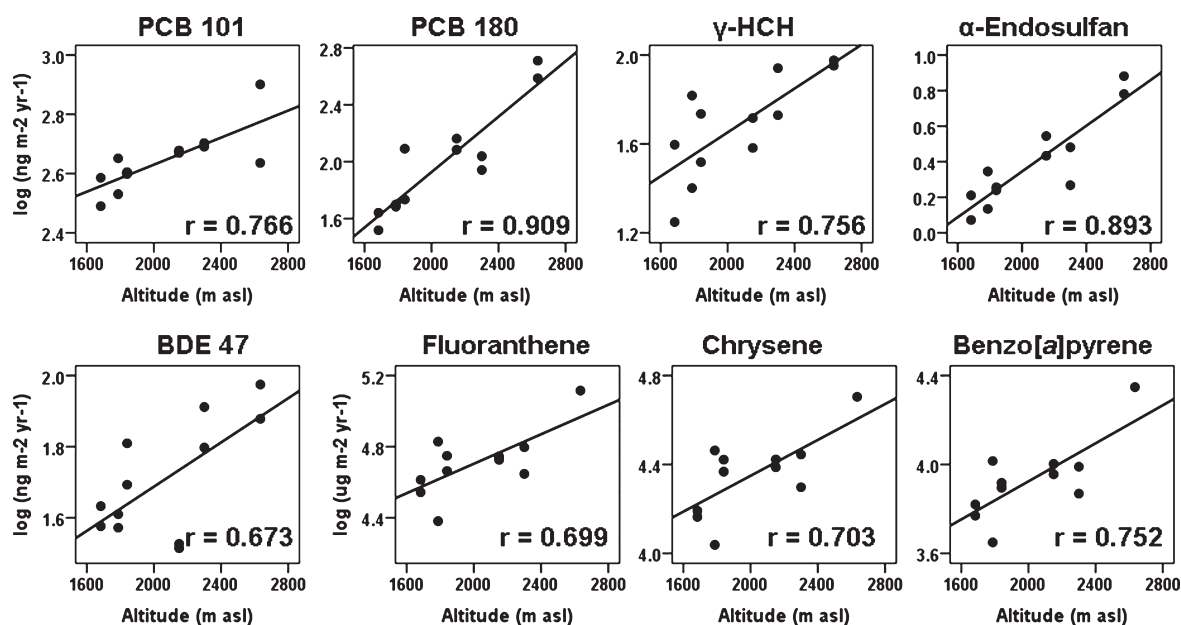 PCB 101 PCB 180 γ-HCH α-Endosulfan
log (ng m-2 yr-1)
3.0
2.8
2.6
2.4
r = 0.766
1600 2000 2400 2800
Altitude (m asl)
2.8
2.4
2.0
1.6
r = 0.909
1600 2000 2400 2800
Altitude (m asl)
2.0
1.6
1.2
r = 0.756
1600 2000 2400 2800
Altitude (m asl)
1.0
0.8
0.6
0.4
0.2
0.0
r = 0.893
1600 2000 2400 2800
Altitude (m asl)
BDE 47 Fluoranthene Chrysene Benzo[a]pyrene
log (ng m-2 yr-1)
2.0
1.8
1.6
r = 0.673
1600 2000 2400 2800
Altitude (m asl)
log (ug m-2 yr-1)
5.2
4.8
4.4
r = 0.699
1600 2000 2400 2800
Altitude (m asl)
4.8
4.4
4.0
r = 0.703
1600 2000 2400 2800
Altitude (m asl)
4.4
4.0
3.6
r = 0.752
1600 2000 2400 2800
Altitude (m asl)